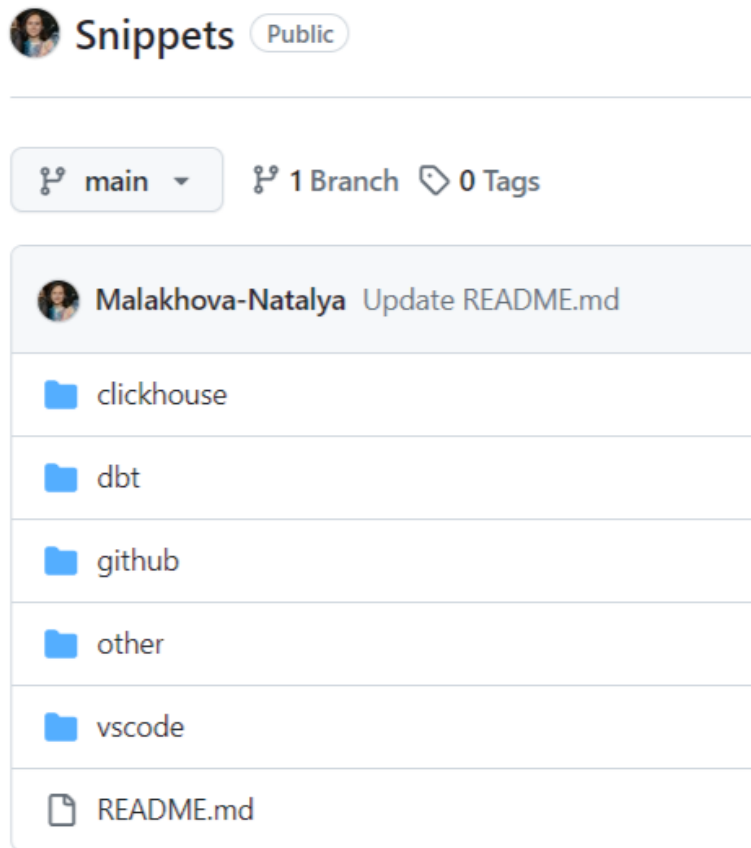 Snippets Public
main 1 Branch 0 Tags
Malakhova-Natalya Update README.md
clickhouse
dbt
github
other
vscode
README.md